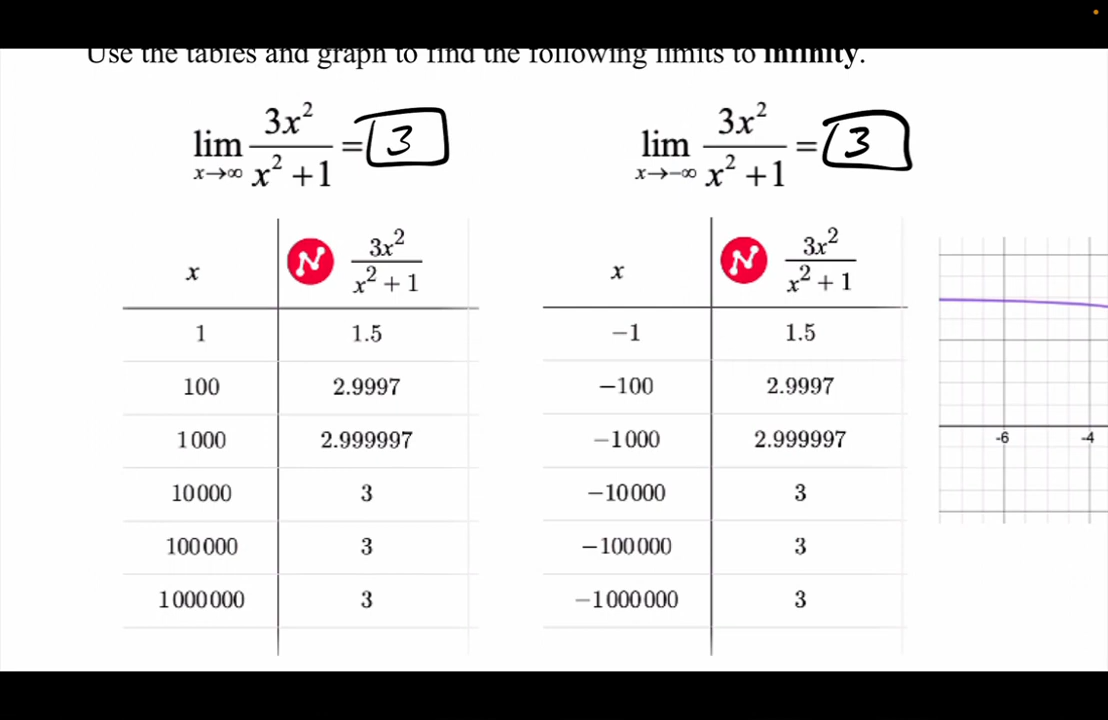 Use the tables and graph to find the following limits to infinity.
lim x→∞ 3x² / x² + 1 = 3
lim x→-∞ 3x² / x² + 1 = 3
x N 3x² / x² + 1
1 1.5
100 2.9997
1000 2.999997
10000 3
100000 3
1000000 3
x N 3x² / x² + 1
−1 1.5
−100 2.9997
−1000 2.999997
−10000 3
−100000 3
−1000000 3
-6 -4